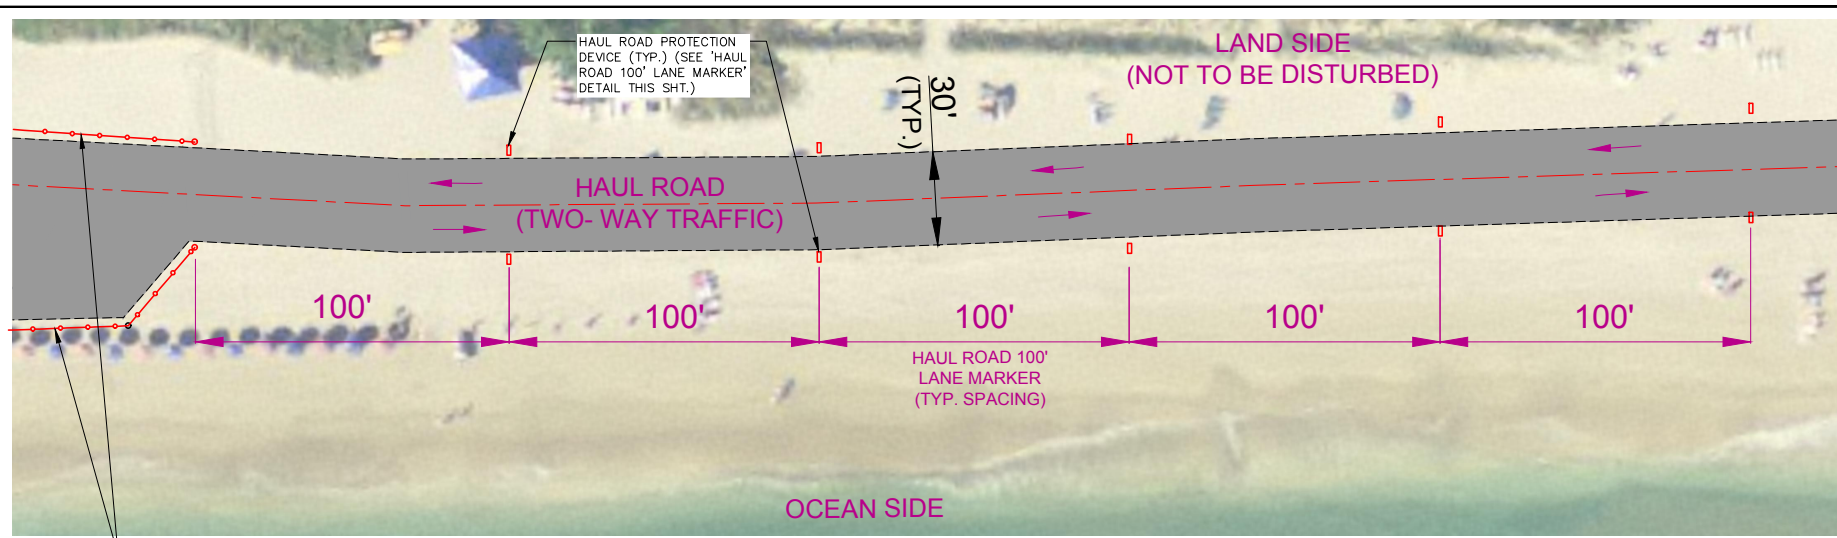 HAUL ROAD PROTECTION
DEVICE (TYP.) (SEE 'HAUL
ROAD 100' LANE MARKER'
DETAIL THIS SHT.)
LAND SIDE
(NOT TO BE DISTURBED)
30'
(TYP.)
HAUL ROAD
(TWO- WAY TRAFFIC)
100'
100'
100'
100'
100'
HAUL ROAD 100'
LANE MARKER
(TYP. SPACING)
OCEAN SIDE